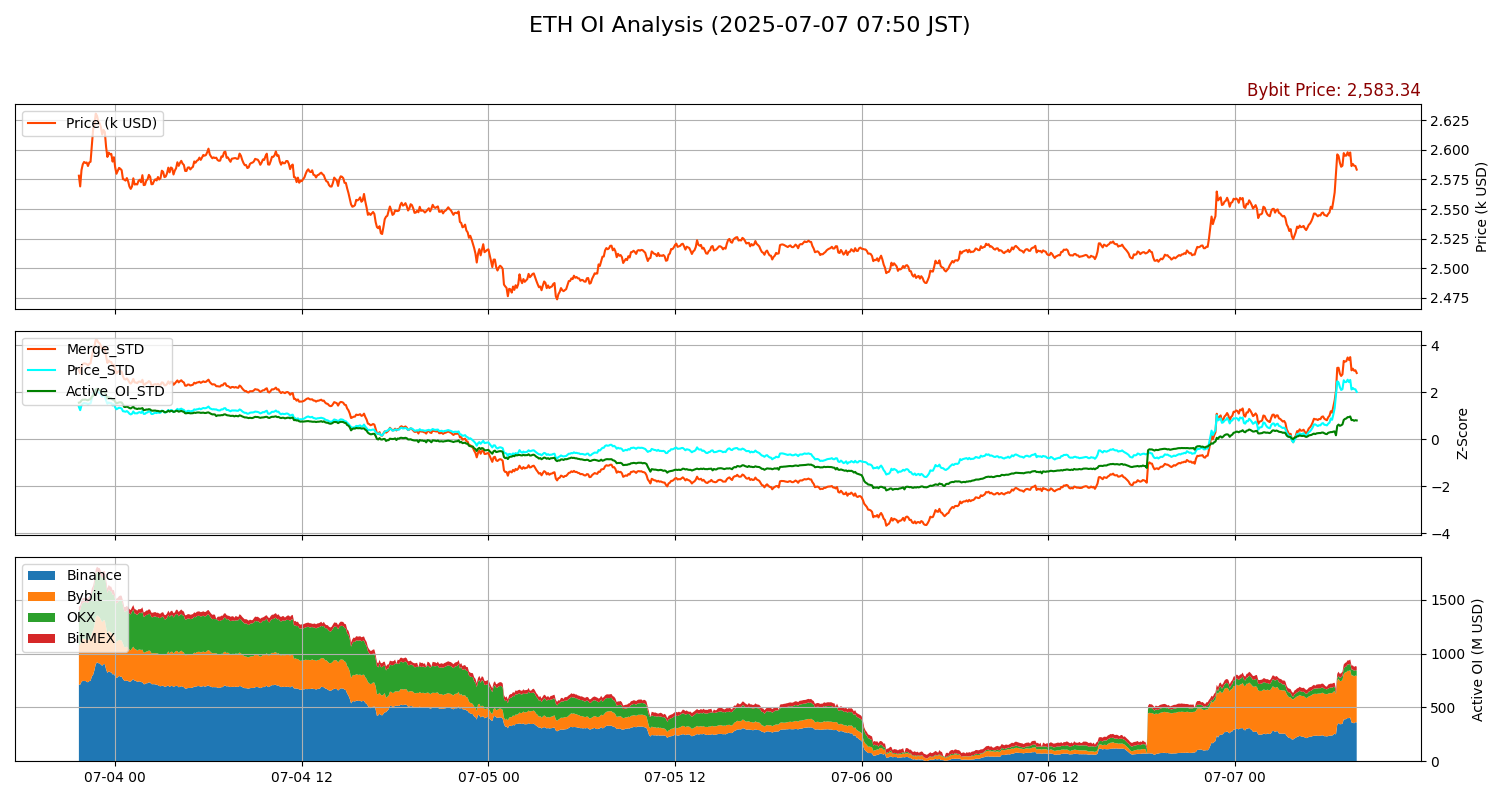 ETH OI Analysis (2025-07-07 07:50 JST)
Bybit Price: 2,583.34
Price (k USD)
2.625
2.600
2.575
2.550
2.525
2.500
2.475
Price (k USD)
Merge_STD
Price_STD
Active_OI_STD
4
2
0
−2
−4
Z-Score
Binance
Bybit
OKX
BitMEX
1500
1000
500
0
Active OI (M USD)
07-04 00
07-04 12
07-05 00
07-05 12
07-06 00
07-06 12
07-07 00